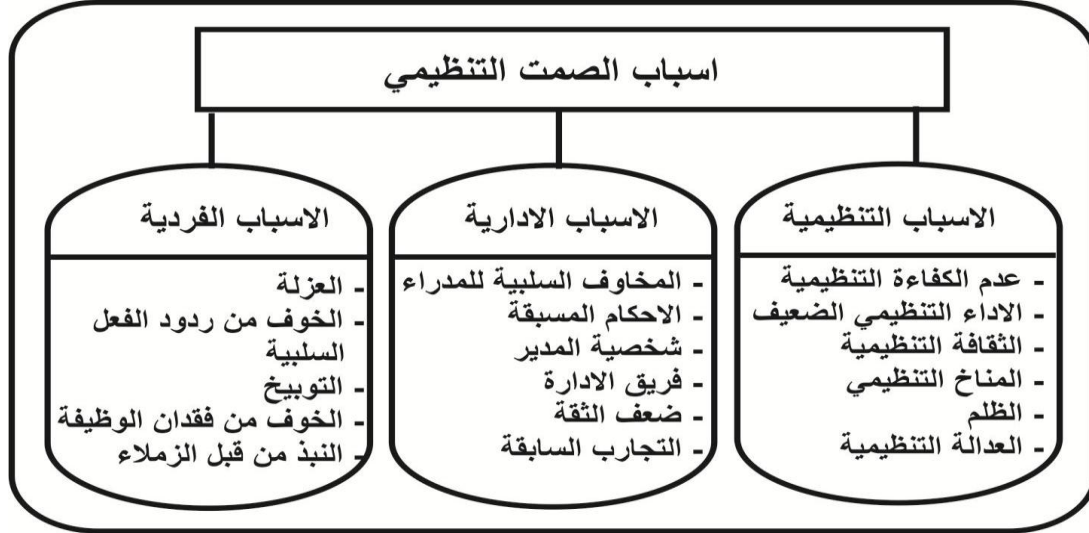 اسباب الصمت التنظيمي
الاسباب التنظيمية
- عدم الكفاءة التنظيمية
- الاداء التنظيمي الضعيف
- الثقافة التنظيمية
- المناخ التنظيمي
- الظلم
- العدالة التنظيمية
الاسباب الادارية
- المخاوف السلبية للمدراء
- الاحكام المسبقة
- شخصية المدير
- فريق الادارة
- ضعف الثقة
- التجارب السابقة
الاسباب الفردية
- العزلة
- الخوف من ردود الفعل
السلبية
- التوبيخ
- الخوف من فقدان الوظيفة
- النبذ من قبل الزملاء